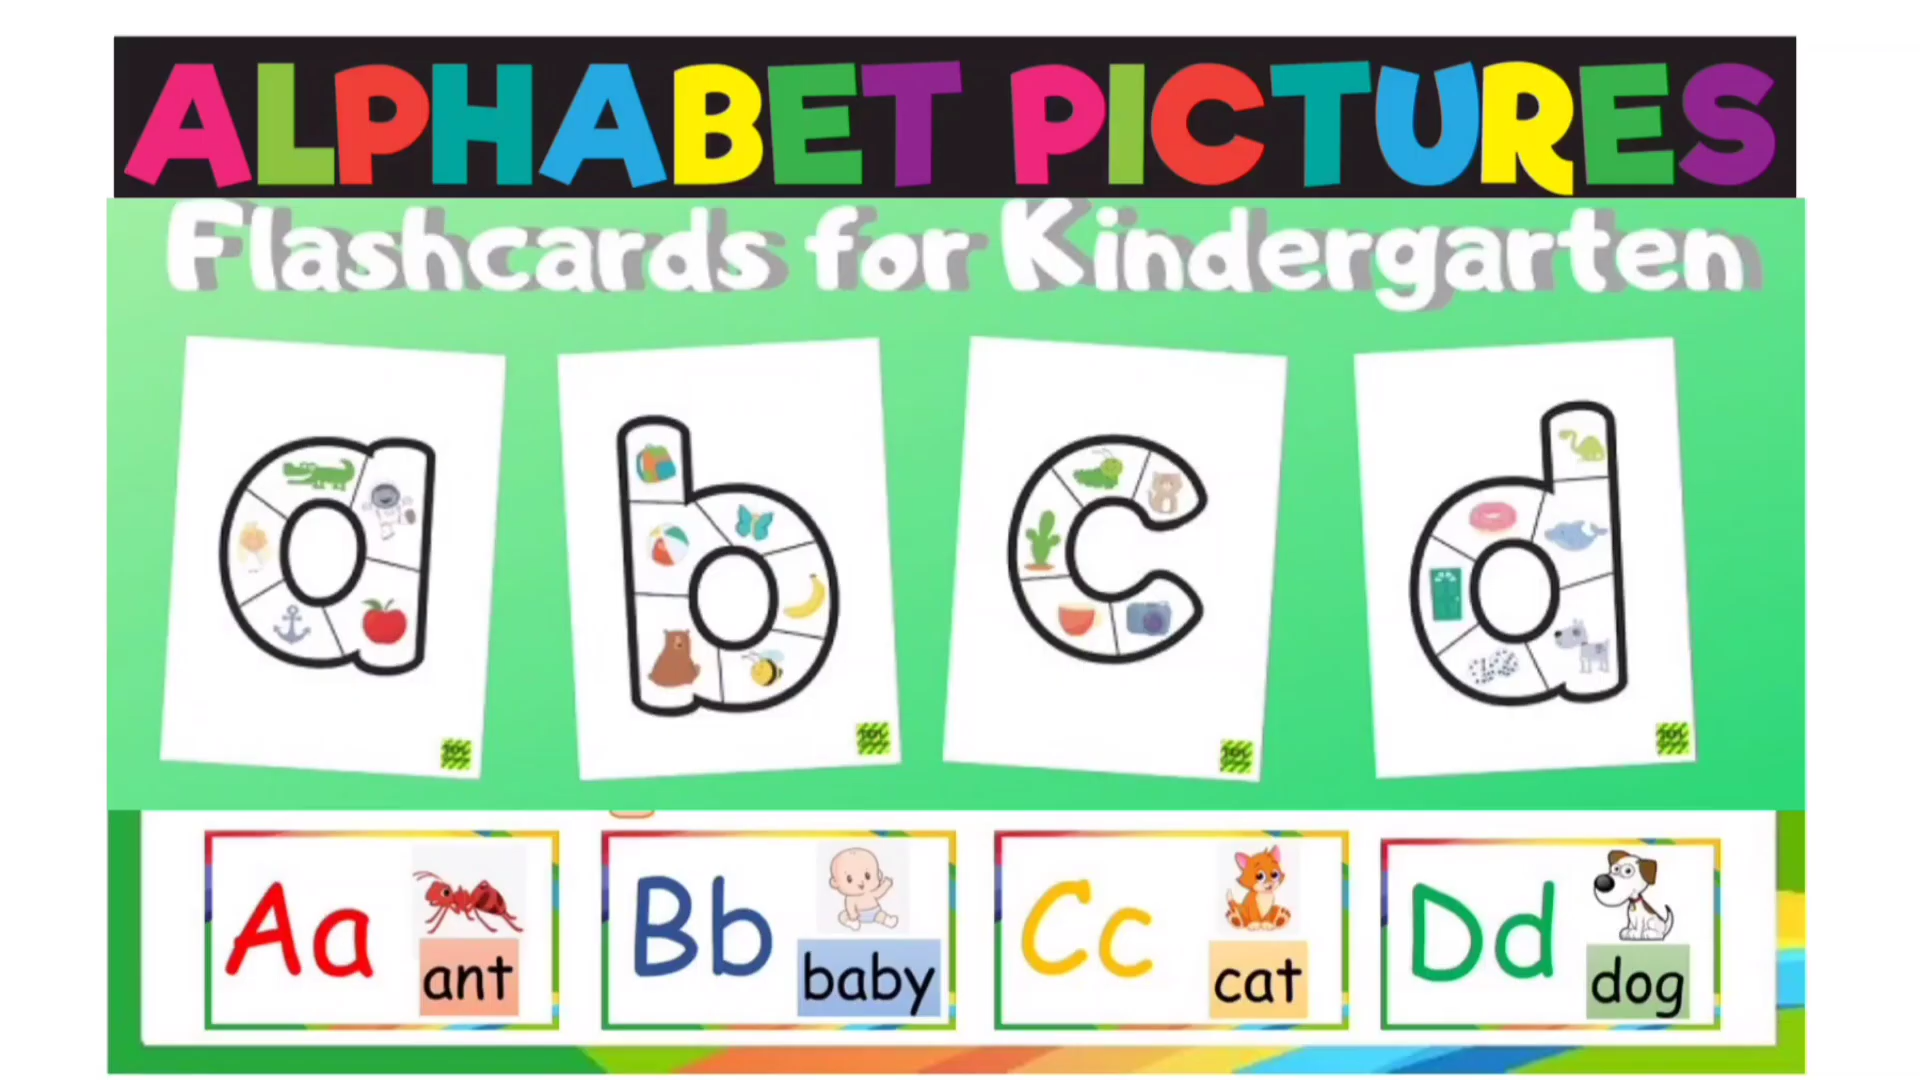 ALPHABET PICTURES
Flashcards for Kindergarten
a b c d
Aa Bb Cc Dd
ant baby cat dog